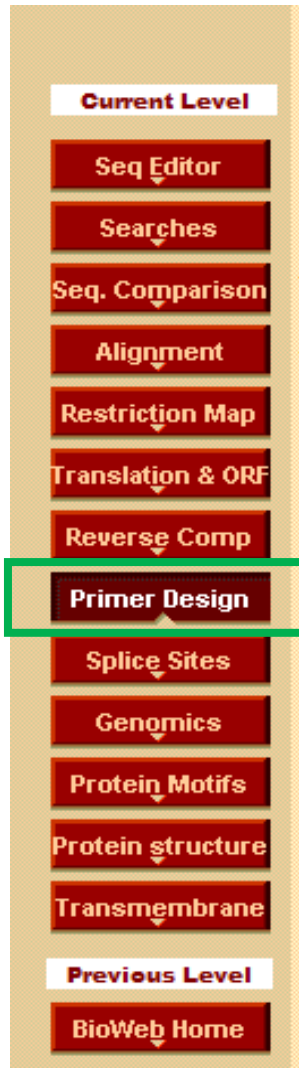 Current Level
Seq Editor
Searches
Seq. Comparison
Alignment
Restriction Map
Translation & ORF
Reverse Comp
Primer Design
Splice Sites
Genomics
Protein Motifs
Protein structure
Transmembrane
Previous Level
BioWeb Home